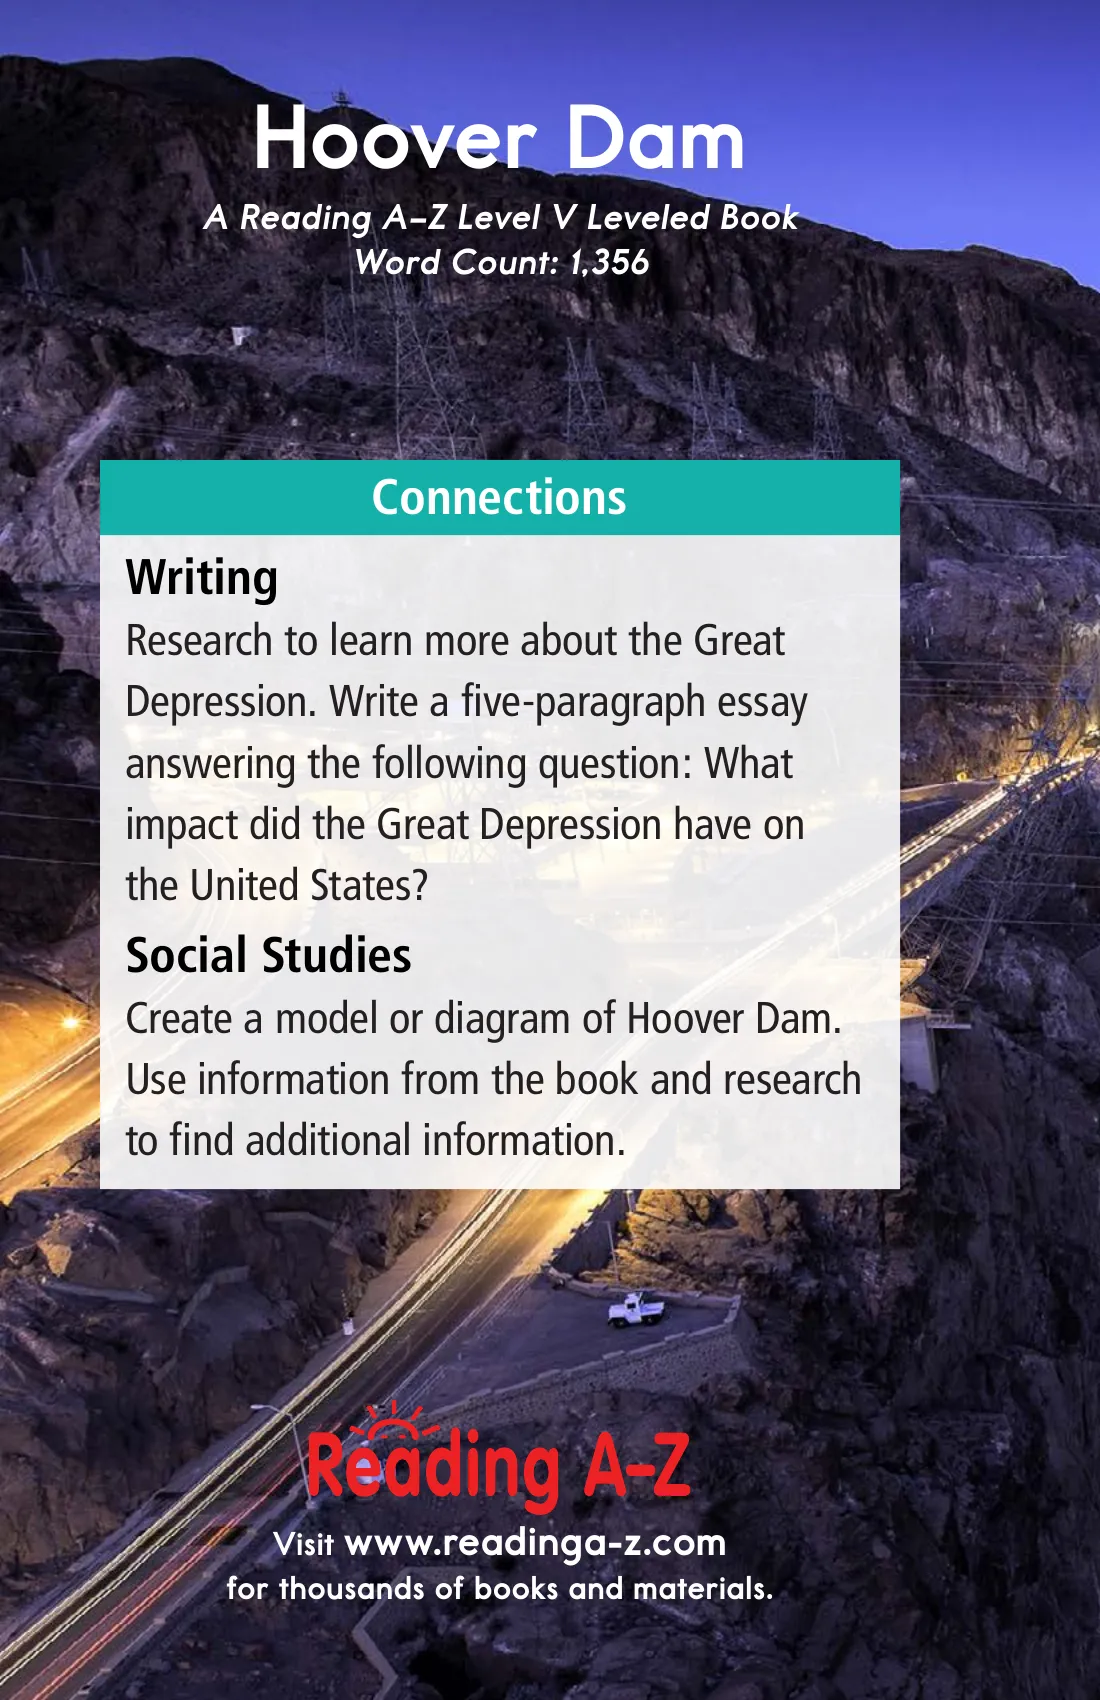 Hoover Dam
A Reading A–Z Level V Leveled Book
Word Count: 1,356
Connections
Writing
Research to learn more about the Great
Depression. Write a five-paragraph essay
answering the following question: What
impact did the Great Depression have on
the United States?
Social Studies
Create a model or diagram of Hoover Dam.
Use information from the book and research
to find additional information.
Reading A-Z
Visit www.readinga-z.com
for thousands of books and materials.